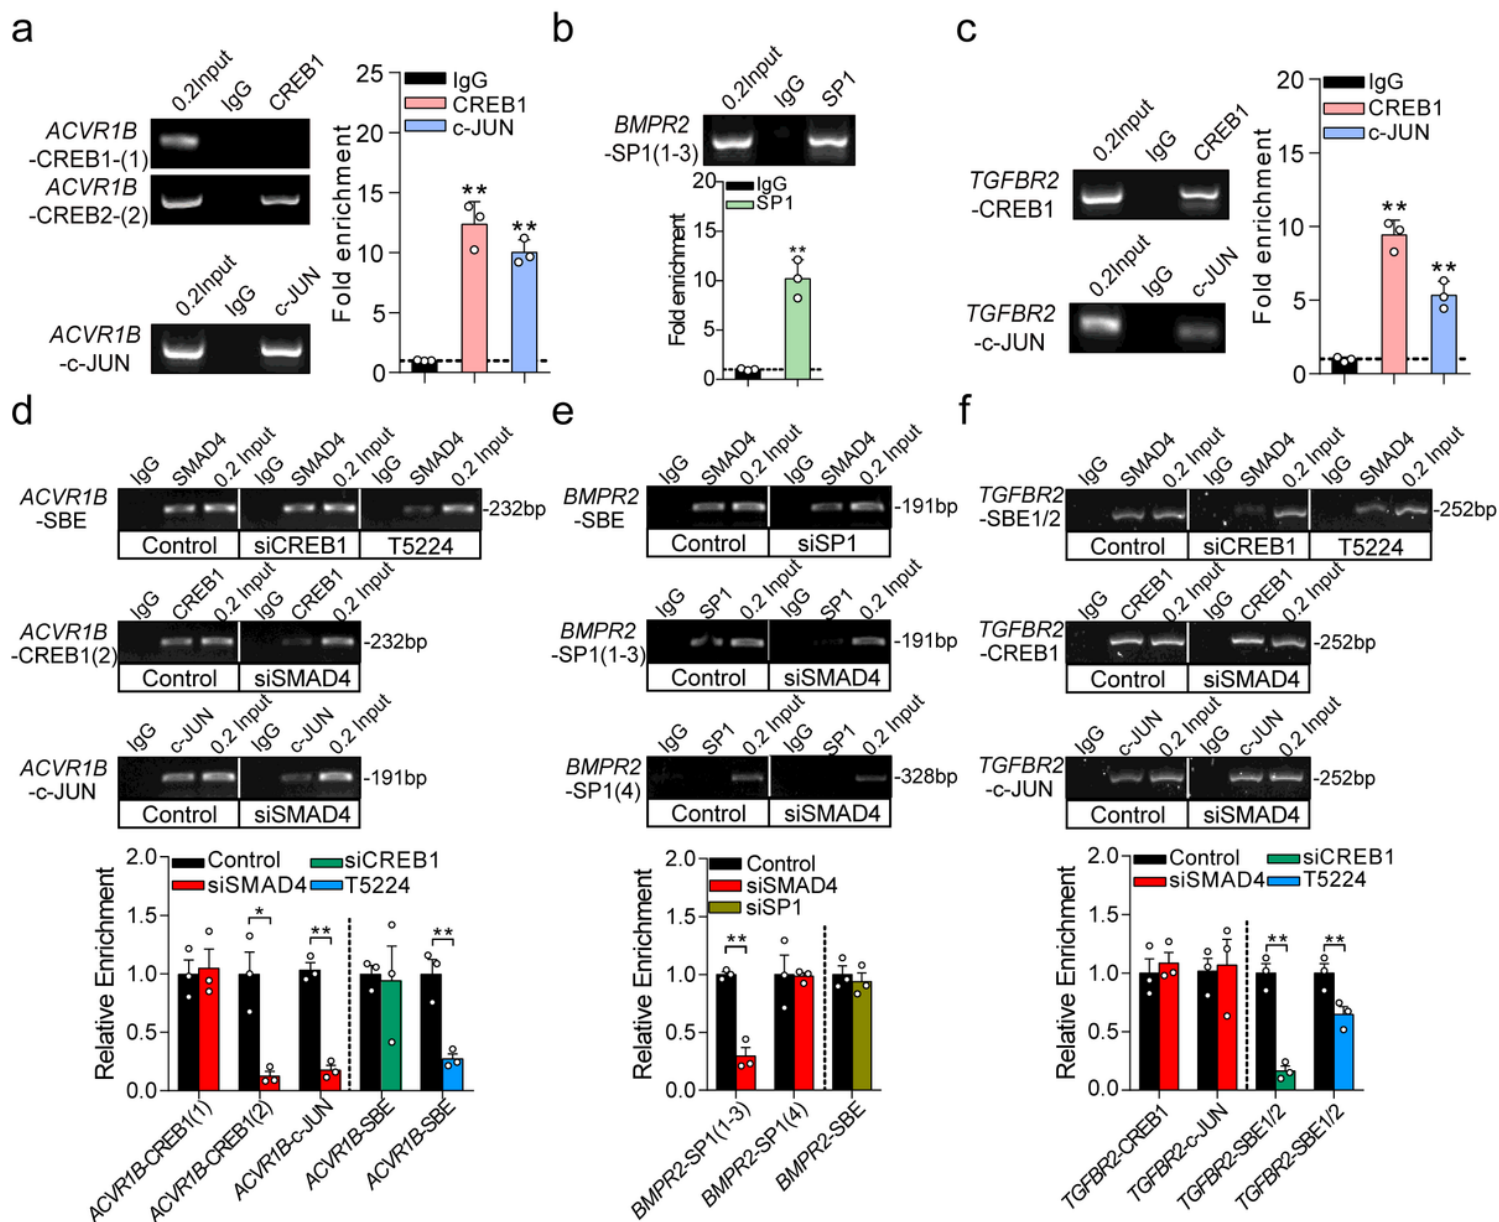 a
0.2Input IgG CREB1
ACVR1B
-CREB1-(1)
ACVR1B
-CREB2-(2)
0.2Input IgG c-JUN
ACVR1B
-c-JUN
Fold enrichment
25
20
15
10
5
0
IgG
CREB1
c-JUN
**
**
b
0.2Input IgG SP1
BMPR2
-SP1(1-3)
Fold enrichment
20
15
10
5
0
IgG
SP1
**
c
0.2Input IgG CREB1
TGFBR2
-CREB1
0.2Input IgG c-JUN
TGFBR2
-c-JUN
Fold enrichment
20
15
10
5
0
IgG
CREB1
c-JUN
**
**
d
IgG SMAD4 0.2 Input IgG SMAD4 IgG SMAD4 0.2 Input
ACVR1B
-SBE
-232bp
Control siCREB1 T5224
IgG CREB1 0.2 Input IgG CREB1 0.2 Input
ACVR1B
-CREB1(2)
-232bp
Control siSMAD4
IgG c-JUN 0.2 Input IgG c-JUN 0.2 Input
ACVR1B
-c-JUN
-191bp
Control siSMAD4
Relative Enrichment
2.0
1.5
1.0
0.5
0.0
Control siCREB1
siSMAD4 T5224
* ** **
ACVR1B-CREB1(1)
ACVR1B-CREB1(2)
ACVR1B-c-JUN
ACVR1B-SBE
ACVR1B-SBE
e
IgG SMAD4 0.2 Input IgG SMAD4 0.2 Input
BMPR2
-SBE
-191bp
Control siSP1
IgG SP1 0.2 Input IgG SP1 0.2 Input
BMPR2
-SP1(1-3)
-191bp
Control siSMAD4
IgG SP1 0.2 Input IgG SP1 0.2 Input
BMPR2
-SP1(4)
-328bp
Control siSMAD4
Relative Enrichment
2.0
1.5
1.0
0.5
0.0
Control
siSMAD4
siSP1
**
BMPR2-SP1(1-3)
BMPR2-SP1(4)
BMPR2-SBE
f
IgG SMAD4 0.2 Input IgG SMAD4 0.2 Input IgG SMAD4 0.2 Input
TGFBR2
-SBE1/2
-252bp
Control siCREB1 T5224
IgG CREB1 0.2 Input IgG CREB1 0.2 Input
TGFBR2
-CREB1
-252bp
Control siSMAD4
IgG c-JUN 0.2 Input IgG c-JUN 0.2 Input
TGFBR2
-c-JUN
-252bp
Control siSMAD4
Relative Enrichment
2.0
1.5
1.0
0.5
0.0
Control siCREB1
siSMAD4 T5224
** **
TGFBR2-CREB1
TGFBR2-c-JUN
TGFBR2-SBE1/2
TGFBR2-SBE1/2